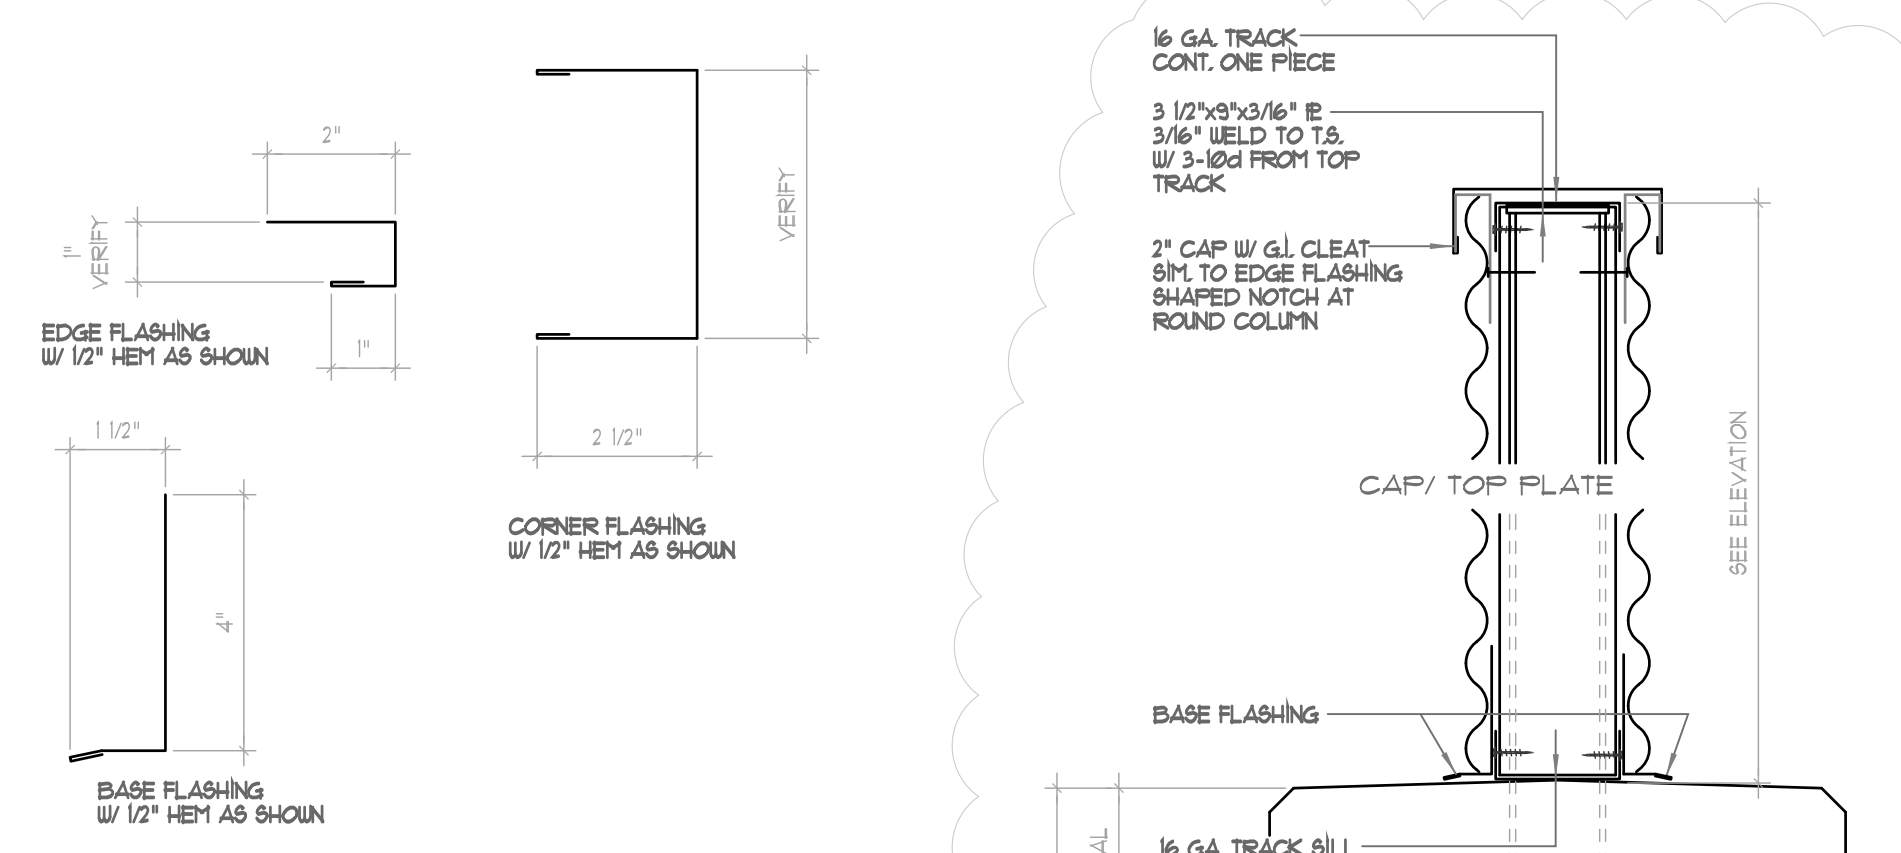 2"
1"
VERIFY
EDGE FLASHING
W/ 1/2" HEM AS SHOWN
1"
1 1/2"
4"
BASE FLASHING
W/ 1/2" HEM AS SHOWN
VERIFY
2 1/2"
CORNER FLASHING
W/ 1/2" HEM AS SHOWN
16 GA. TRACK
CONT. ONE PIECE
3 1/2"x9"x3/16" PL
3/16" WELD TO T.S.
W/ 3-10d FROM TOP
TRACK
2" CAP W/ G.I. CLEAT
SIM. TO EDGE FLASHING
SHAPED NOTCH AT
ROUND COLUMN
CAP/ TOP PLATE
SEE ELEVATION
BASE FLASHING
16 GA. TRACK SILL